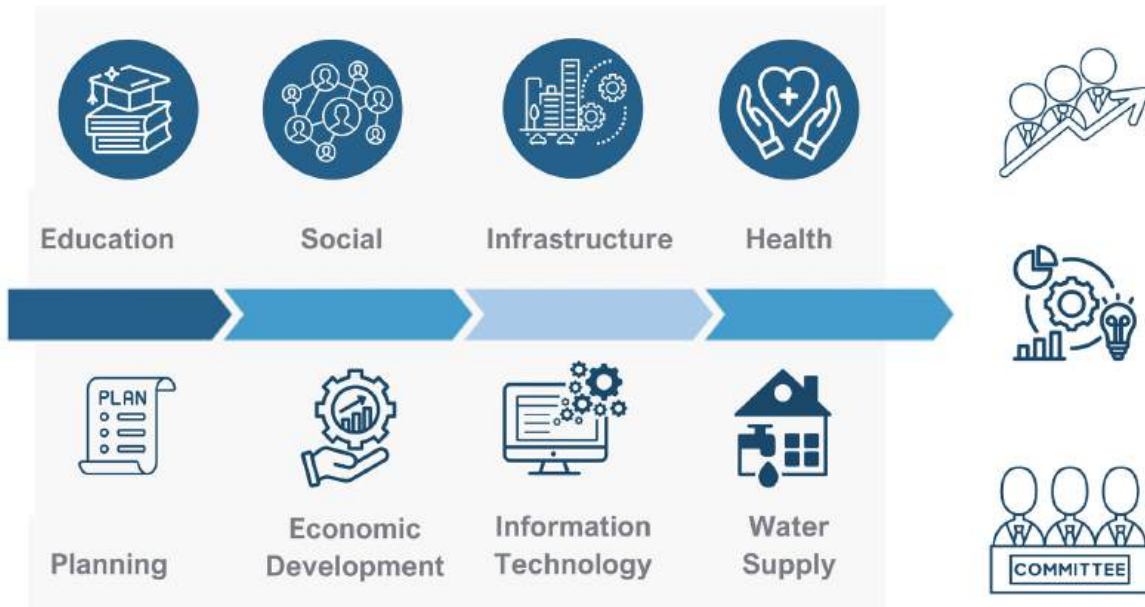 Education
Social
Infrastructure
Health
PLAN
Planning
Economic
Development
Information
Technology
Water
Supply
COMMITTEE